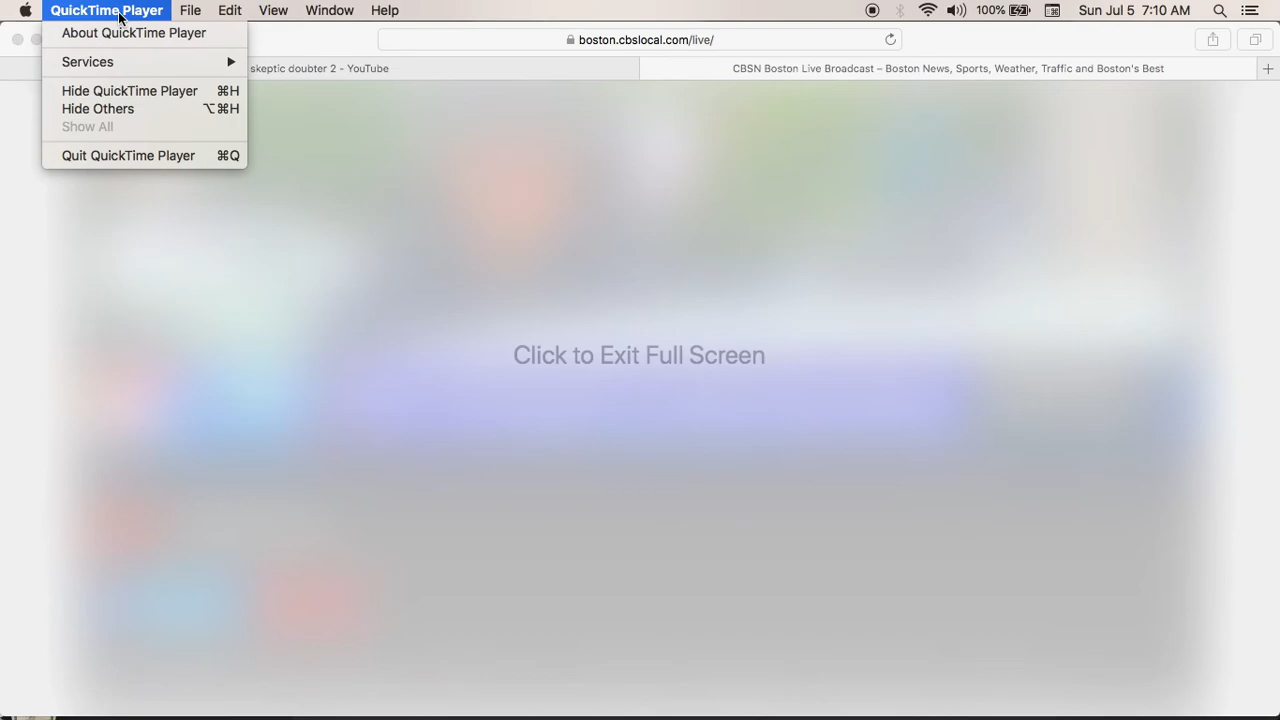 QuickTime Player File Edit View Window Help 100% Sun Jul 5 7:10 AM
About QuickTime Player
Services
Hide QuickTime Player ⌘H
Hide Others ⌥⌘H
Show All
Quit QuickTime Player ⌘Q
boston.cbslocal.com/live/
skeptic doubter 2 - YouTube
CBSN Boston Live Broadcast – Boston News, Sports, Weather, Traffic and Boston's Best
Click to Exit Full Screen